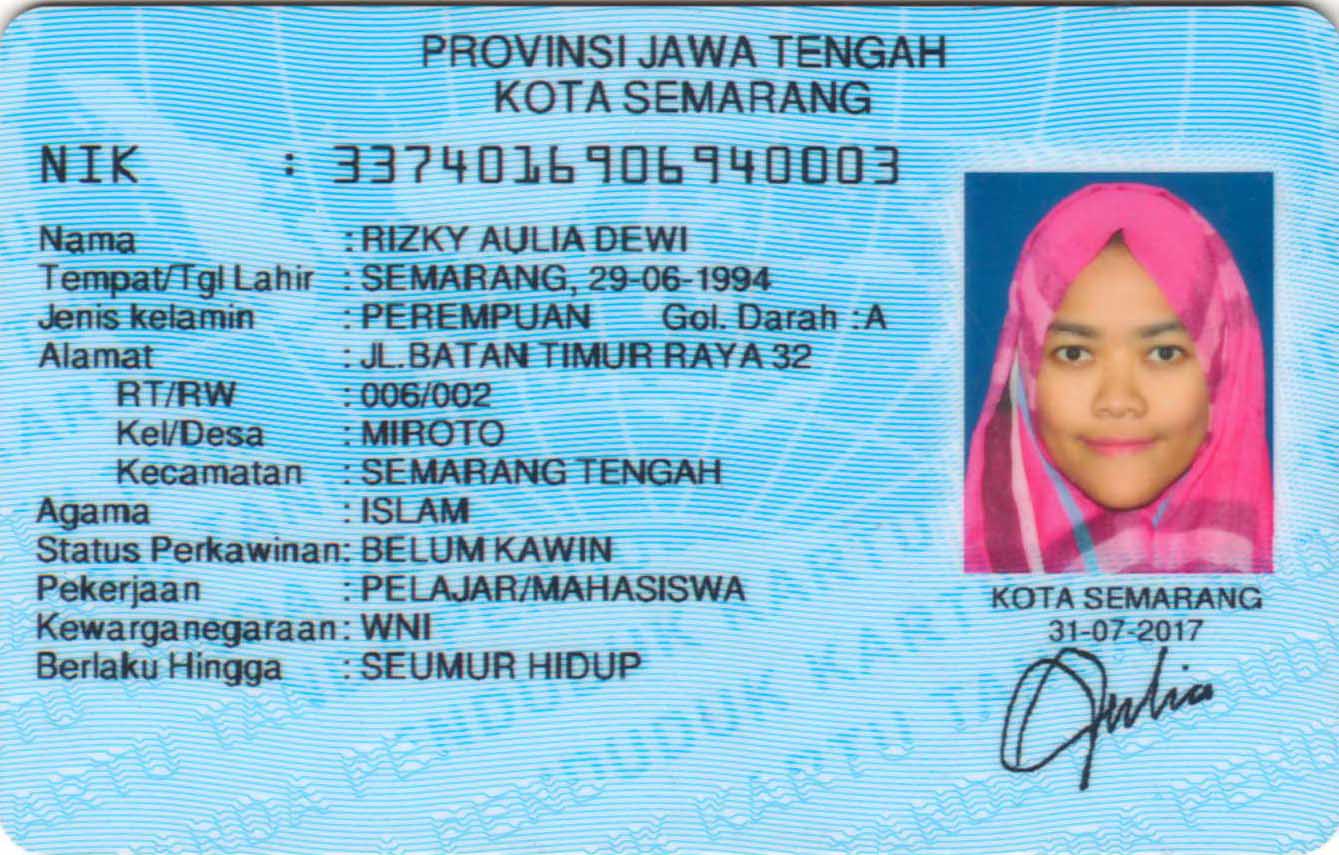 PROVINSI JAWA TENGAH
KOTA SEMARANG
NIK : 3374016906940003
Nama : RIZKY AULIA DEWI
Tempat/Tgl Lahir : SEMARANG, 29-06-1994
Jenis kelamin : PEREMPUAN Gol. Darah : A
Alamat : JL.BATAN TIMUR RAYA 32
RT/RW : 006/002
Kel/Desa : MIROTO
Kecamatan : SEMARANG TENGAH
Agama : ISLAM
Status Perkawinan: BELUM KAWIN
Pekerjaan : PELAJAR/MAHASISWA
Kewarganegaraan: WNI
Berlaku Hingga : SEUMUR HIDUP
KOTA SEMARANG
31-07-2017
Aulia